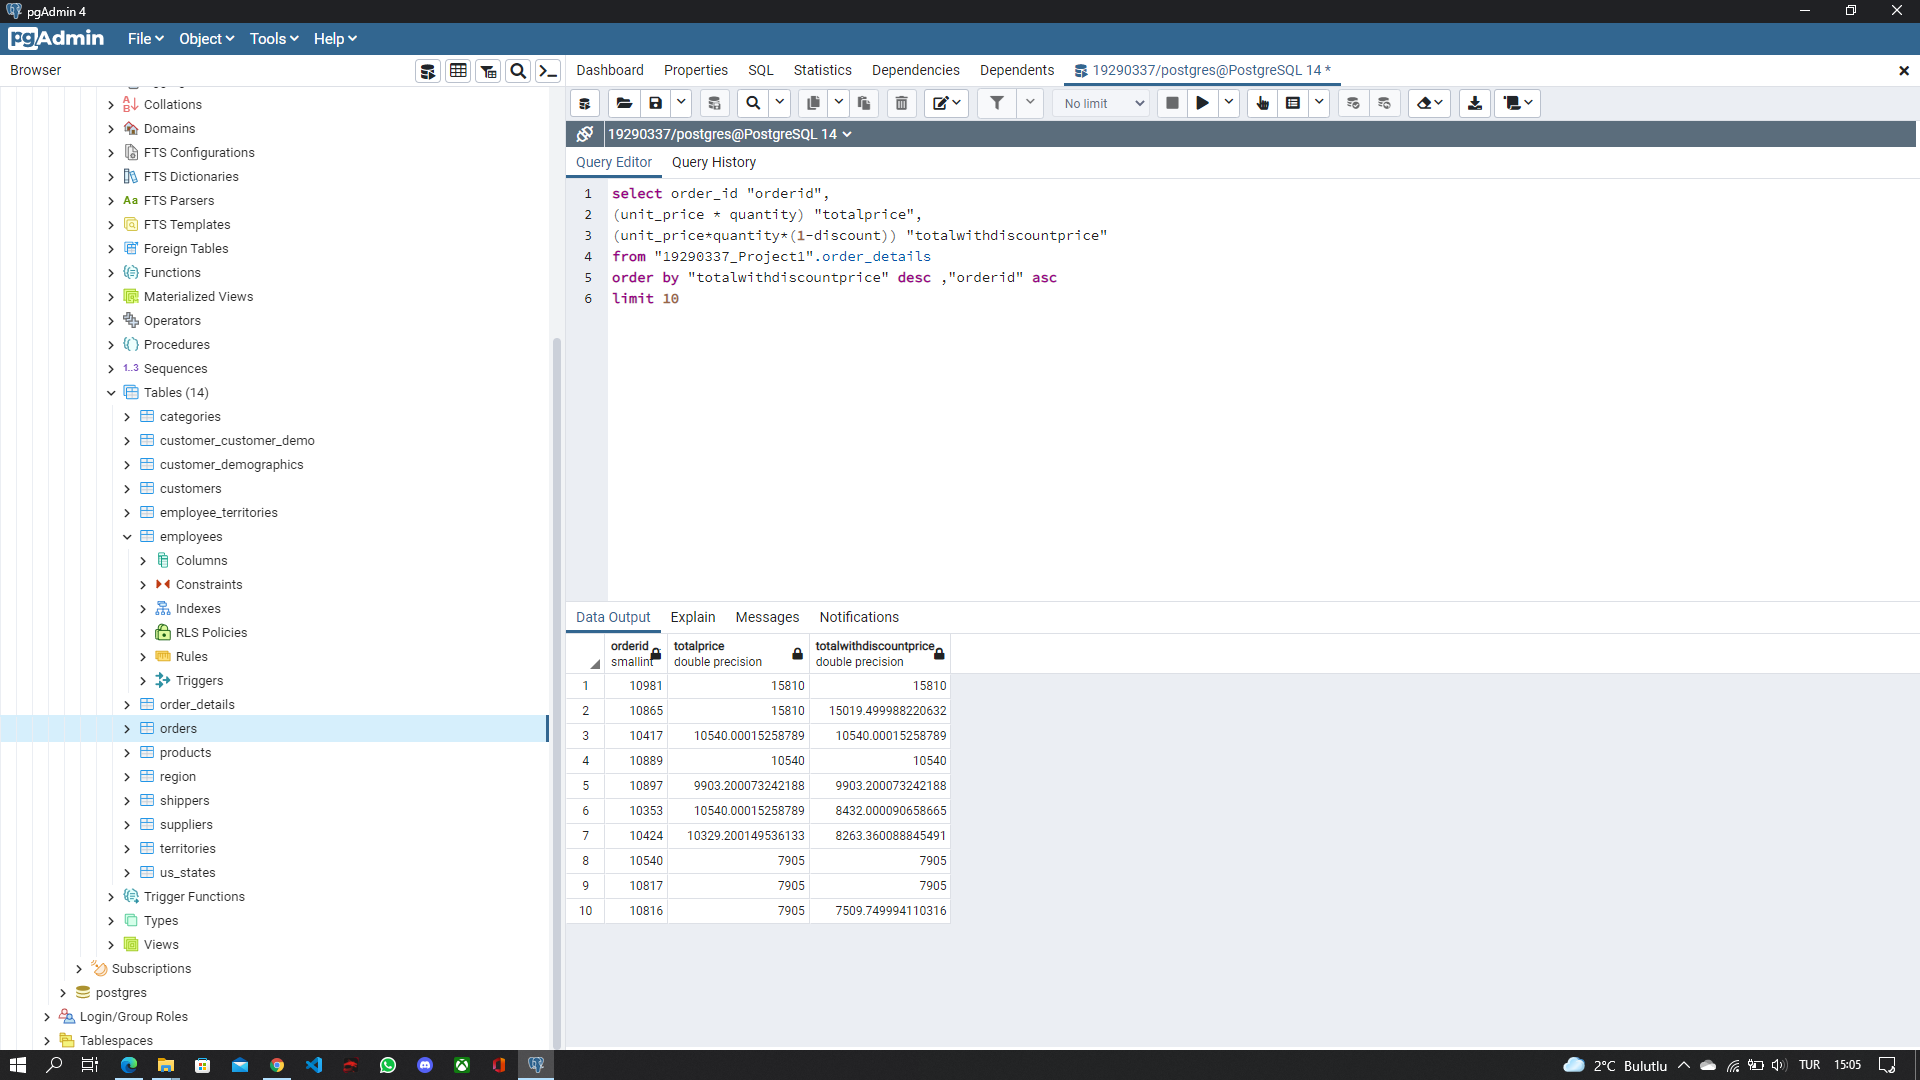 pgAdmin 4
pgAdmin File Object Tools Help
Browser
Collations
Domains
FTS Configurations
FTS Dictionaries
Aa FTS Parsers
FTS Templates
Foreign Tables
Functions
Materialized Views
Operators
Procedures
1..3 Sequences
Tables (14)
categories
customer_customer_demo
customer_demographics
customers
employee_territories
employees
Columns
Constraints
Indexes
RLS Policies
Rules
Triggers
order_details
orders
products
region
shippers
suppliers
territories
us_states
Trigger Functions
Types
Views
Subscriptions
postgres
Login/Group Roles
Tablespaces
Dashboard Properties SQL Statistics Dependencies Dependents 19290337/postgres@PostgreSQL 14 *
No limit
19290337/postgres@PostgreSQL 14
Query Editor Query History
1 select order_id "orderid",
2 (unit_price * quantity) "totalprice",
3 (unit_price*quantity*(1-discount)) "totalwithdiscountprice"
4 from "19290337_Project1".order_details
5 order by "totalwithdiscountprice" desc ,"orderid" asc
6 limit 10
Data Output Explain Messages Notifications
orderid totalprice totalwithdiscountprice
smallint double precision double precision
1 10981 15810 15810
2 10865 15810 15019.499988220632
3 10417 10540.00015258789 10540.00015258789
4 10889 10540 10540
5 10897 9903.200073242188 9903.200073242188
6 10353 10540.00015258789 8432.000090658665
7 10424 10329.200149536133 8263.360088845491
8 10540 7905 7905
9 10817 7905 7905
10 10816 7905 7509.749994110316
2°C Bulutlu TUR 15:05